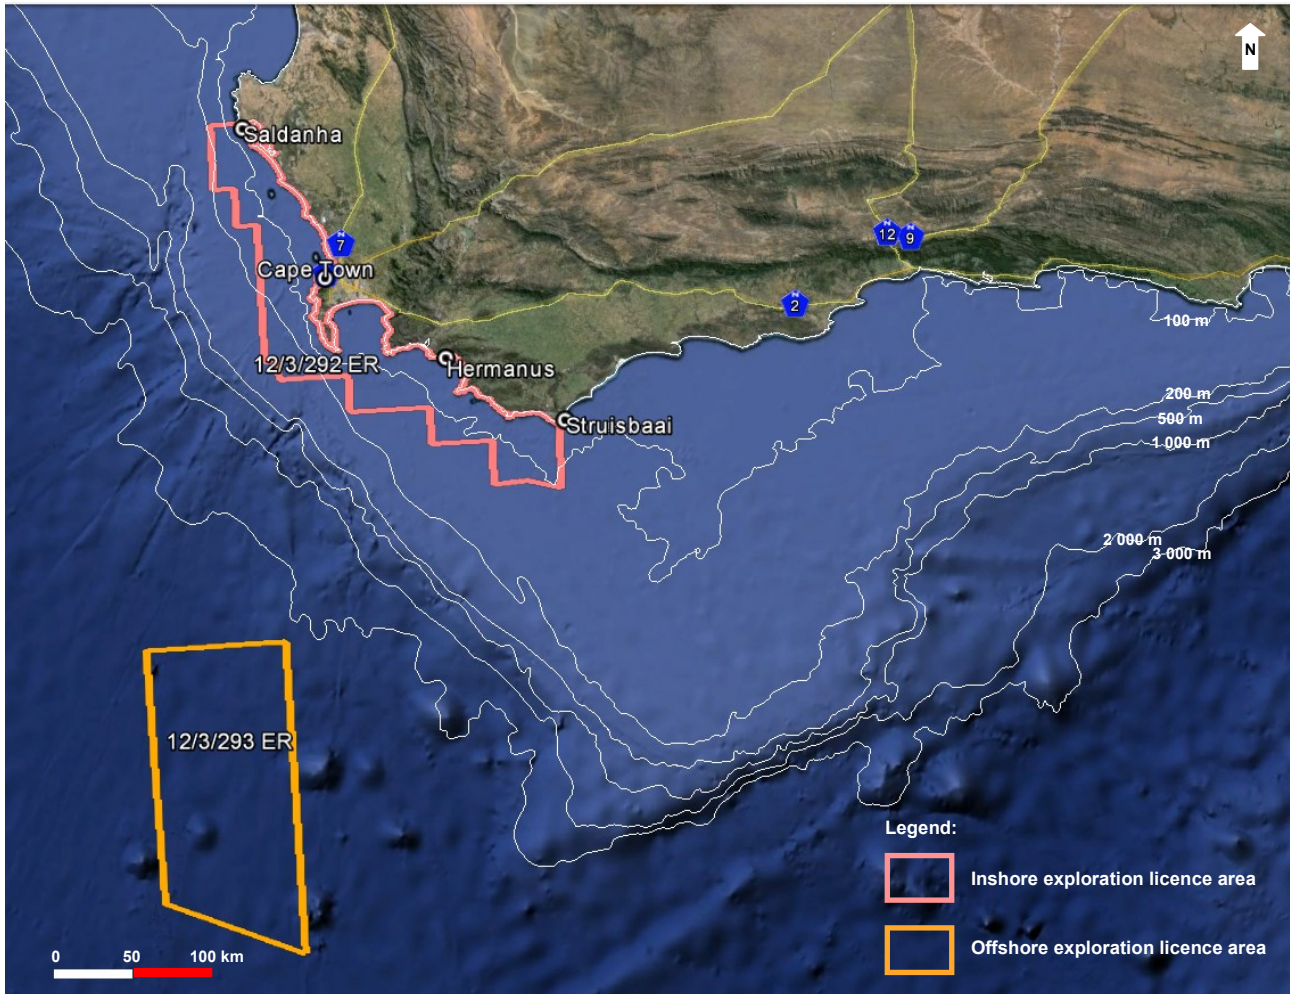 N
Saldanha
N
7
N
12
N
9
Cape Town
N
2
100 m
12/3/292 ER
Hermanus
200 m
500 m
1 000 m
Struisbaai
2 000 m
3 000 m
12/3/293 ER
Legend:
Inshore exploration licence area
Offshore exploration licence area
0 50 100 km